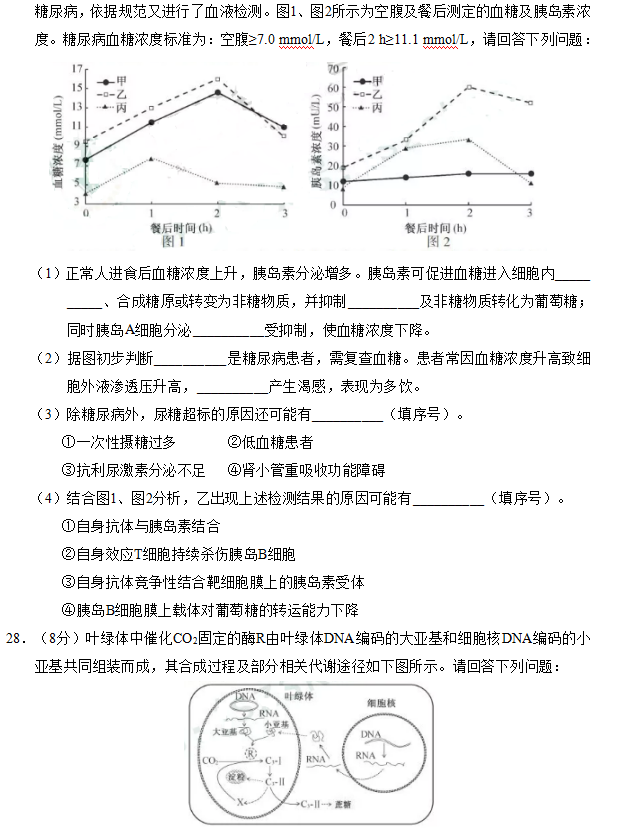 糖尿病，依据规范又进行了血液检测。图1、图2所示为空腹及餐后测定的血糖及胰岛素浓
度。糖尿病血糖浓度标准为：空腹≥7.0 mmol/L，餐后2 h≥11.1 mmol/L，请回答下列问题：
17
15
13
11
9
7
5
3
血糖浓度 (mmol/L)
甲
乙
丙
0 1 2 3
餐后时间 (h)
图 1
70
60
50
40
30
20
10
0
胰岛素浓度 (mU/L)
甲
乙
丙
0 1 2 3
餐后时间 (h)
图 2
（1）正常人进食后血糖浓度上升，胰岛素分泌增多。胰岛素可促进血糖进入细胞内_____
_____、合成糖原或转变为非糖物质，并抑制__________及非糖物质转化为葡萄糖；
同时胰岛A细胞分泌__________受抑制，使血糖浓度下降。
（2）据图初步判断__________是糖尿病患者，需复查血糖。患者常因血糖浓度升高致细
胞外液渗透压升高，__________产生渴感，表现为多饮。
（3）除糖尿病外，尿糖超标的原因还可能有__________（填序号）。
①一次性摄糖过多 ②低血糖患者
③抗利尿激素分泌不足 ④肾小管重吸收功能障碍
（4）结合图1、图2分析，乙出现上述检测结果的原因可能有__________（填序号）。
①自身抗体与胰岛素结合
②自身效应T细胞持续杀伤胰岛B细胞
③自身抗体竞争性结合靶细胞膜上的胰岛素受体
④胰岛B细胞膜上载体对葡萄糖的转运能力下降
28．（8分）叶绿体中催化CO₂固定的酶R由叶绿体DNA编码的大亚基和细胞核DNA编码的小
亚基共同组装而成，其合成过程及部分相关代谢途径如下图所示。请回答下列问题：
DNA 叶绿体 细胞核
RNA
大亚基 小亚基
DNA
R
RNA
RNA
CO₂ C₃-I
淀粉 C₃-II
X
C₃-II→蔗糖